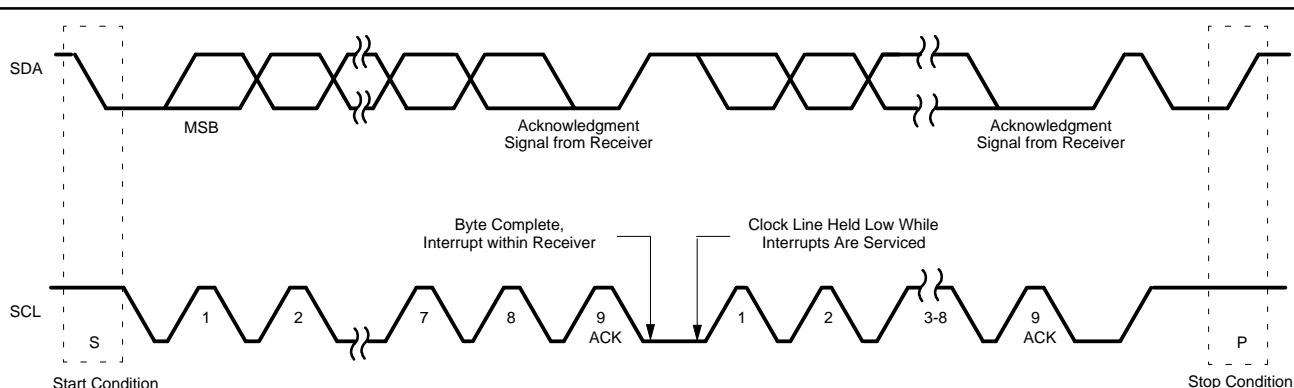 SDA
MSB
Acknowledgment
Signal from Receiver
Acknowledgment
Signal from Receiver
Byte Complete,
Interrupt within Receiver
Clock Line Held Low While
Interrupts Are Serviced
SCL
1
2
7
8
9
ACK
1
2
3-8
9
ACK
S
P
Start Condition
Stop Condition